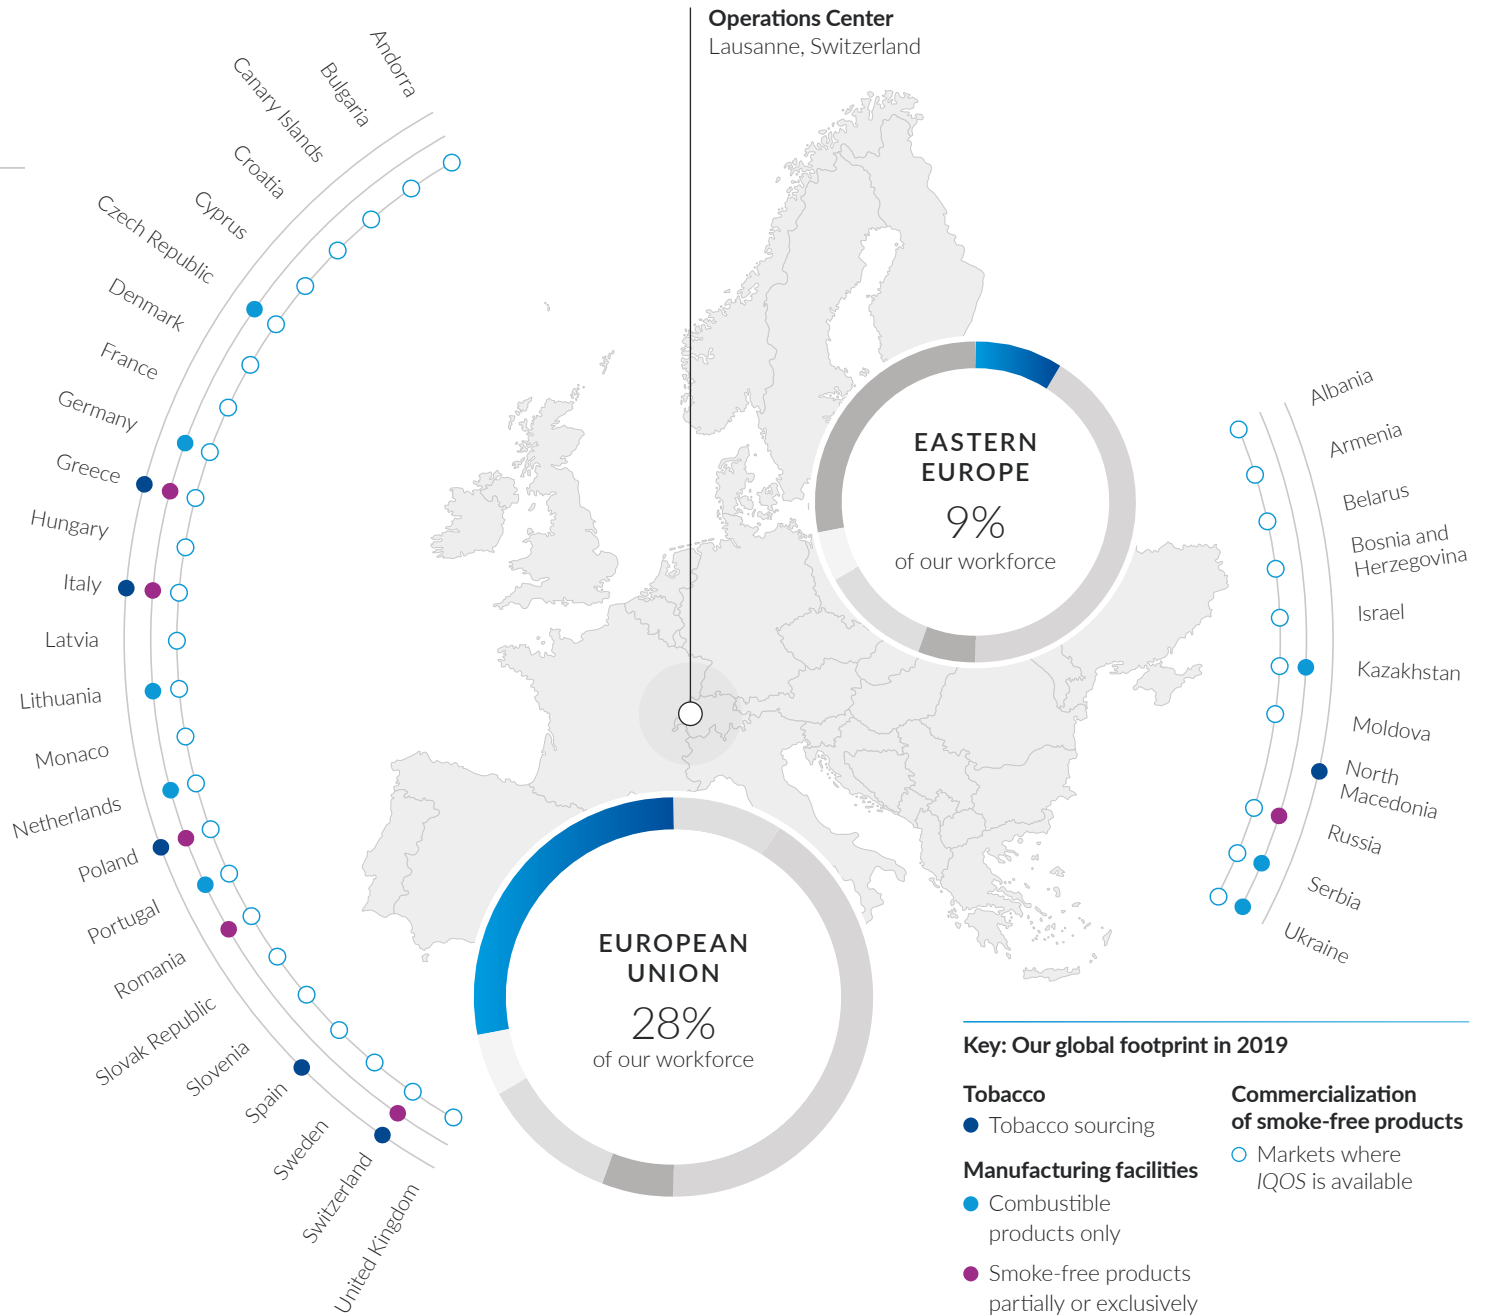 Operations Center
Lausanne, Switzerland
Andorra
Bulgaria
Canary Islands
Croatia
Cyprus
Czech Republic
Denmark
France
Germany
Greece
Hungary
Italy
Latvia
Lithuania
Monaco
Netherlands
Poland
Portugal
Romania
Slovak Republic
Slovenia
Spain
Sweden
Switzerland
United Kingdom
EASTERN
EUROPE
9%
of our workforce
Albania
Armenia
Belarus
Bosnia and
Herzegovina
Israel
Kazakhstan
Moldova
North
Macedonia
Russia
Serbia
Ukraine
EUROPEAN
UNION
28%
of our workforce
Key: Our global footprint in 2019
Tobacco
Tobacco sourcing
Manufacturing facilities
Combustible
products only
Smoke-free products
partially or exclusively
Commercialization
of smoke-free products
Markets where
IQOS is available